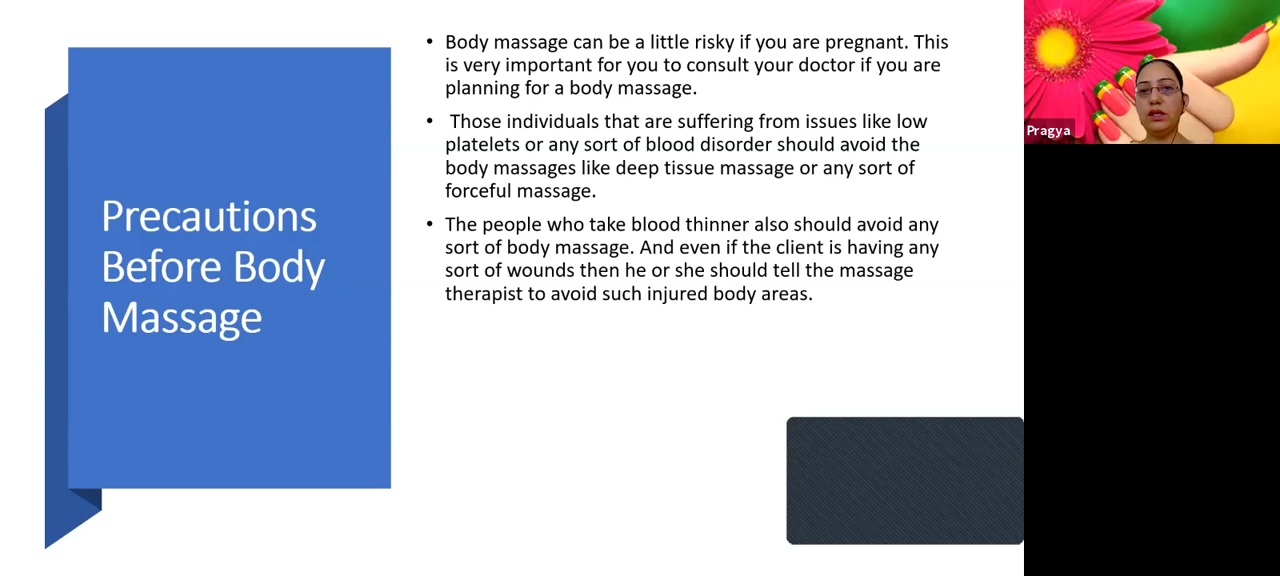 Precautions
Before Body
Massage
• Body massage can be a little risky if you are pregnant. This
is very important for you to consult your doctor if you are
planning for a body massage.
• Those individuals that are suffering from issues like low
platelets or any sort of blood disorder should avoid the
body massages like deep tissue massage or any sort of
forceful massage.
• The people who take blood thinner also should avoid any
sort of body massage. And even if the client is having any
sort of wounds then he or she should tell the massage
therapist to avoid such injured body areas.
Pragya